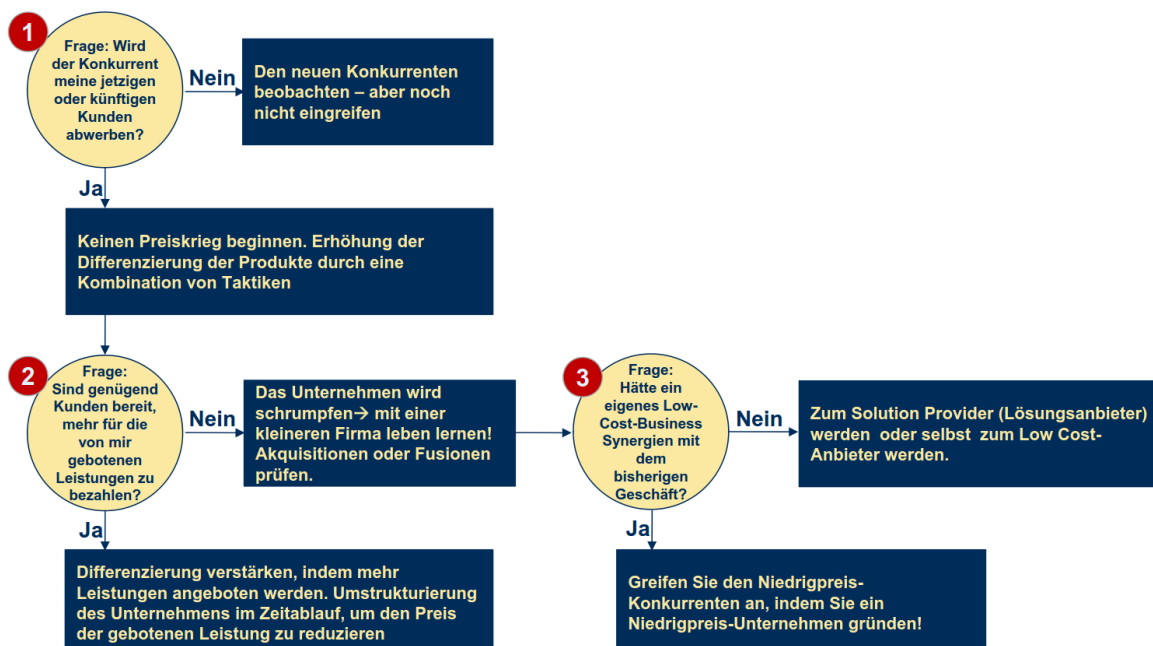 1
Frage: Wird
der Konkurrent
meine jetzigen
oder künftigen
Kunden
abwerben?
Nein
Den neuen Konkurrenten
beobachten – aber noch
nicht eingreifen
Ja
Keinen Preiskrieg beginnen. Erhöhung der
Differenzierung der Produkte durch eine
Kombination von Taktiken
2
Frage:
Sind genügend
Kunden bereit,
mehr für die
von mir
gebotenen
Leistungen zu
bezahlen?
Nein
Das Unternehmen wird
schrumpfen→ mit einer
kleineren Firma leben lernen!
Akquisitionen oder Fusionen
prüfen.
Ja
Differenzierung verstärken, indem mehr
Leistungen angeboten werden. Umstrukturierung
des Unternehmens im Zeitablauf, um den Preis
der gebotenen Leistung zu reduzieren
3
Frage:
Hätte ein
eigenes Low-
Cost-Business
Synergien mit
dem
bisherigen
Geschäft?
Nein
Zum Solution Provider (Lösungsanbieter)
werden oder selbst zum Low Cost-
Anbieter werden.
Ja
Greifen Sie den Niedrigpreis-
Konkurrenten an, indem Sie ein
Niedrigpreis-Unternehmen gründen!